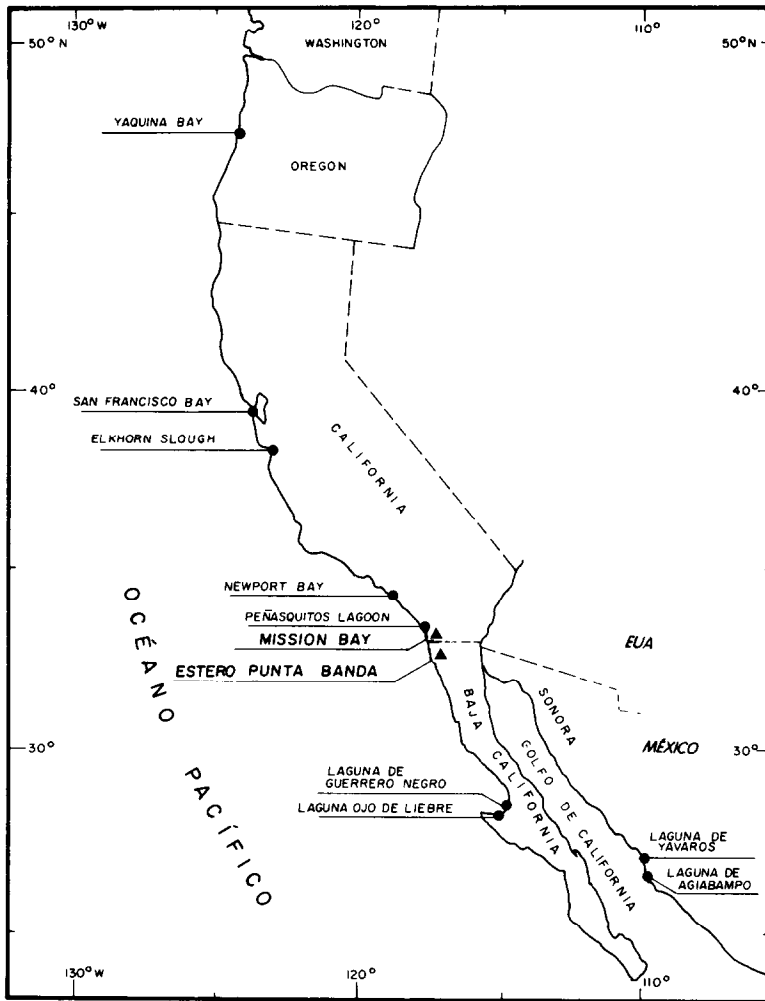 130°W
120°
110°
50° N
50° N
WASHINGTON
YAQUINA BAY
OREGON
SAN FRANCISCO BAY
40°
40°
ELKHORN SLOUGH
CALIFORNIA
NEWPORT BAY
PEÑASQUITOS LAGOON
MISSION BAY
ESTERO PUNTA BANDA
EUA
OCÉANO PACÍFICO
BAJA CALIFORNIA
SONORA
GOLFO DE CALIFORNIA
MÉXICO
30°
30°
LAGUNA DE
GUERRERO NEGRO
LAGUNA OJO DE LIEBRE
LAGUNA DE
YÁVAROS
LAGUNA DE
AGIABAMPO
130°W
120°
110°